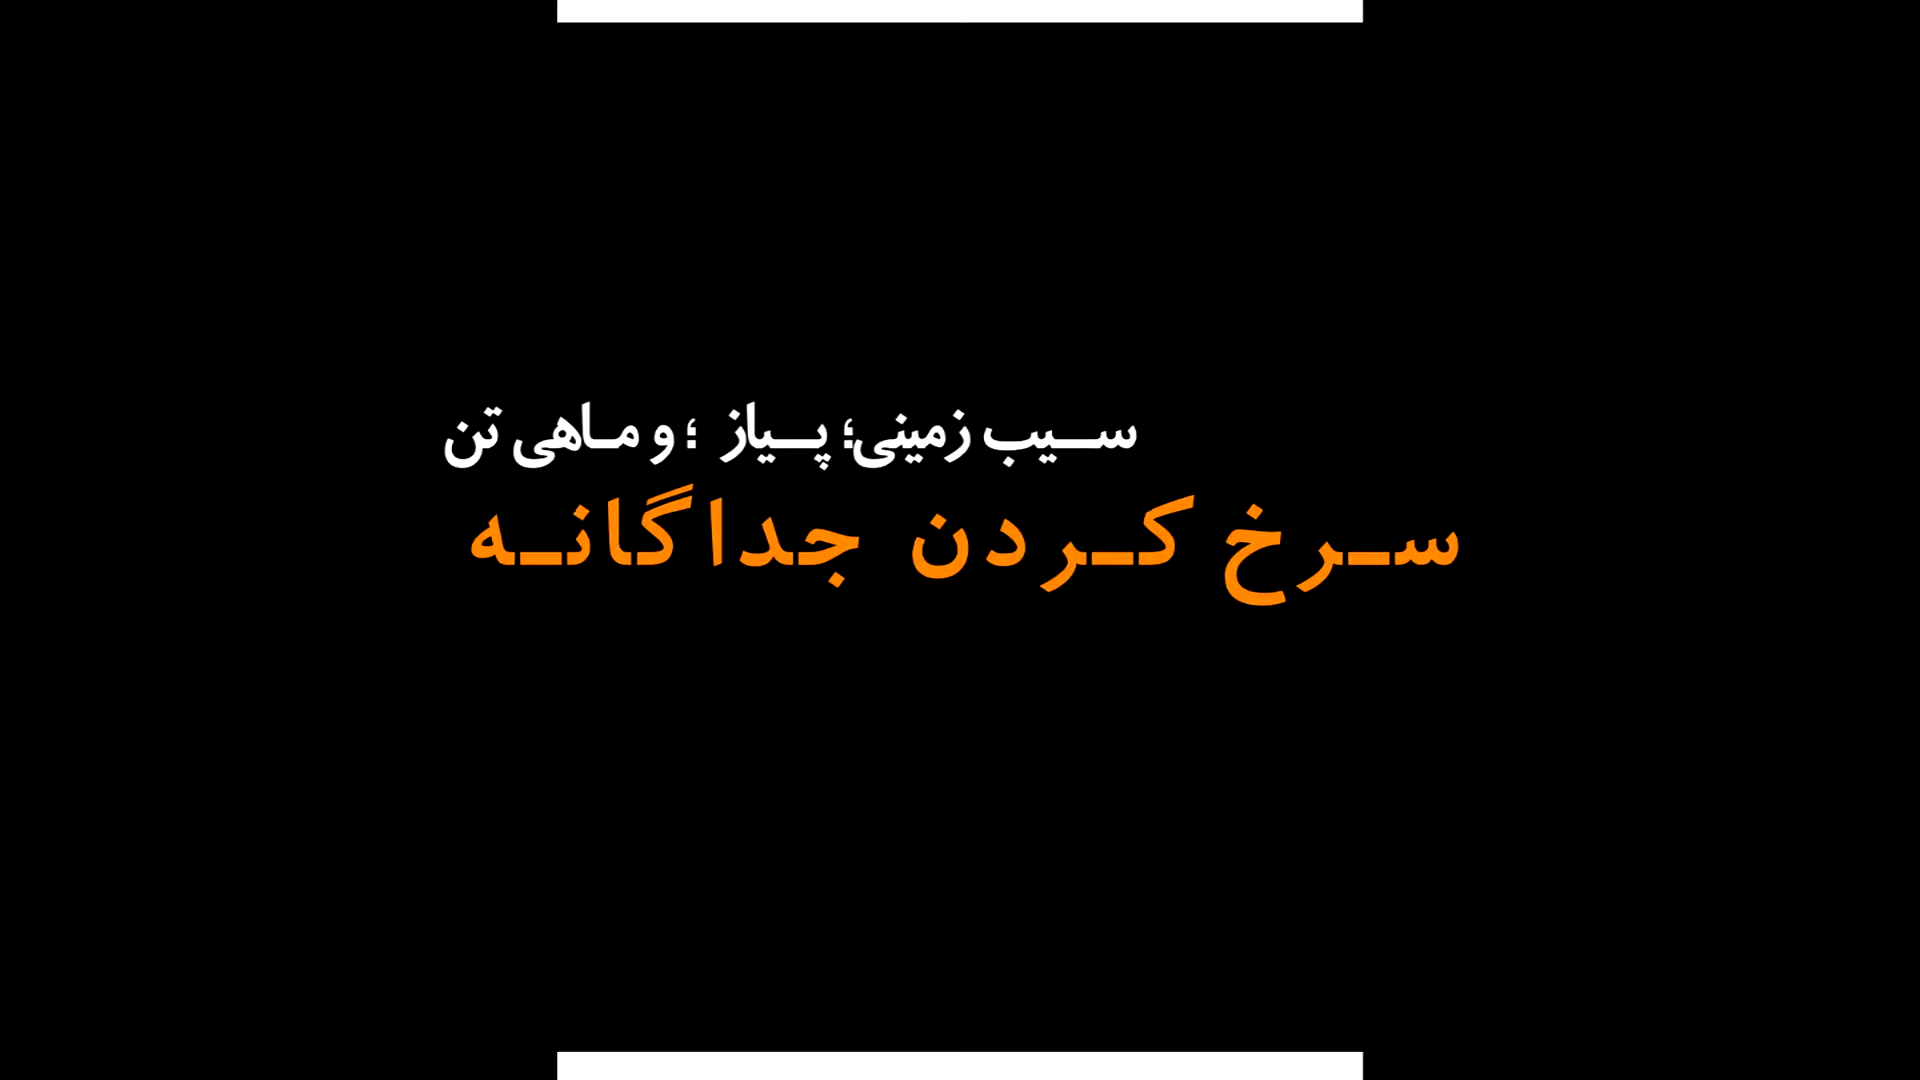 سیب زمینی؛ پیاز ؛ و ماهی تن
سرخ کردن جداگانه